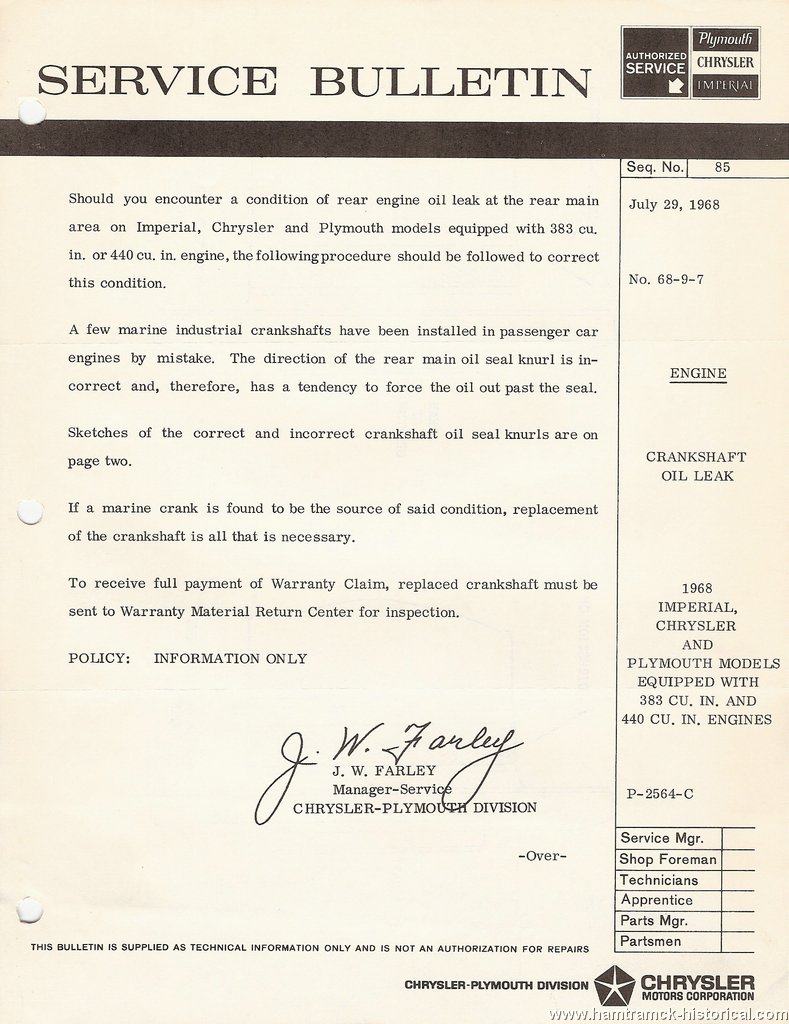 SERVICE BULLETIN
AUTHORIZED
SERVICE
Plymouth
CHRYSLER
IMPERIAL
Seq. No. 85
July 29, 1968
No. 68-9-7
ENGINE
CRANKSHAFT
OIL LEAK
1968
IMPERIAL,
CHRYSLER
AND
PLYMOUTH MODELS
EQUIPPED WITH
383 CU. IN. AND
440 CU. IN. ENGINES
P-2564-C
Should you encounter a condition of rear engine oil leak at the rear main
area on Imperial, Chrysler and Plymouth models equipped with 383 cu.
in. or 440 cu. in. engine, the following procedure should be followed to correct
this condition.
A few marine industrial crankshafts have been installed in passenger car
engines by mistake. The direction of the rear main oil seal knurl is in-
correct and, therefore, has a tendency to force the oil out past the seal.
Sketches of the correct and incorrect crankshaft oil seal knurls are on
page two.
If a marine crank is found to be the source of said condition, replacement
of the crankshaft is all that is necessary.
To receive full payment of Warranty Claim, replaced crankshaft must be
sent to Warranty Material Return Center for inspection.
POLICY: INFORMATION ONLY
J. W. Farley
J. W. FARLEY
Manager-Service
CHRYSLER-PLYMOUTH DIVISION
-Over-
Service Mgr.
Shop Foreman
Technicians
Apprentice
Parts Mgr.
Partsmen
THIS BULLETIN IS SUPPLIED AS TECHNICAL INFORMATION ONLY AND IS NOT AN AUTHORIZATION FOR REPAIRS
CHRYSLER-PLYMOUTH DIVISION
CHRYSLER
MOTORS CORPORATION
www.hamtramck-historical.com